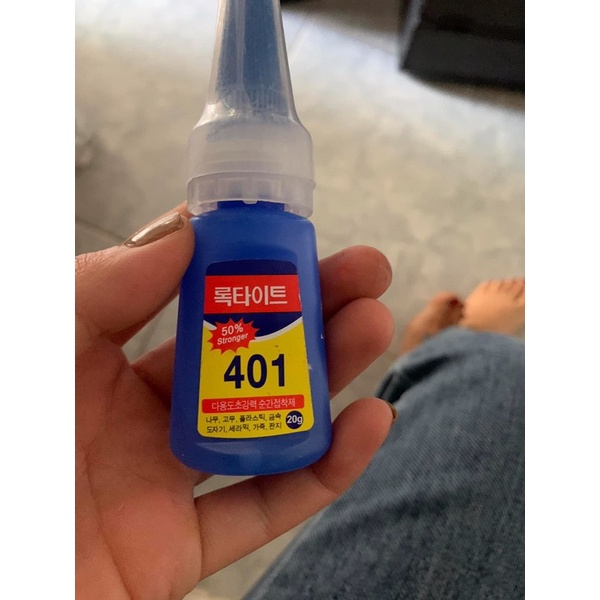 록타이트
50%
Stronger
401
다용도초강력 순간접착제
나무, 고무, 플라스틱, 금속
도자기, 세라믹, 가죽, 판지
20g